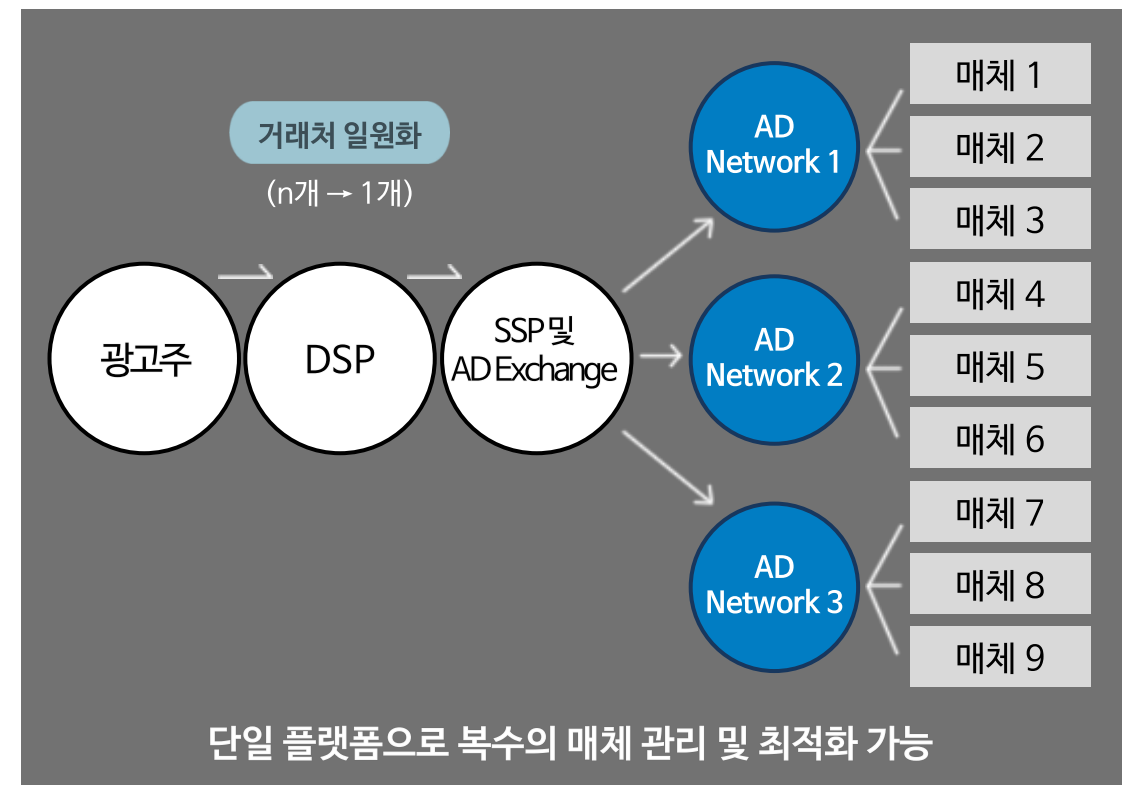 거래처 일원화
(n개 → 1개)
광고주
DSP
SSP 및
AD Exchange
AD
Network 1
매체 1
매체 2
매체 3
AD
Network 2
매체 4
매체 5
매체 6
AD
Network 3
매체 7
매체 8
매체 9
단일 플랫폼으로 복수의 매체 관리 및 최적화 가능